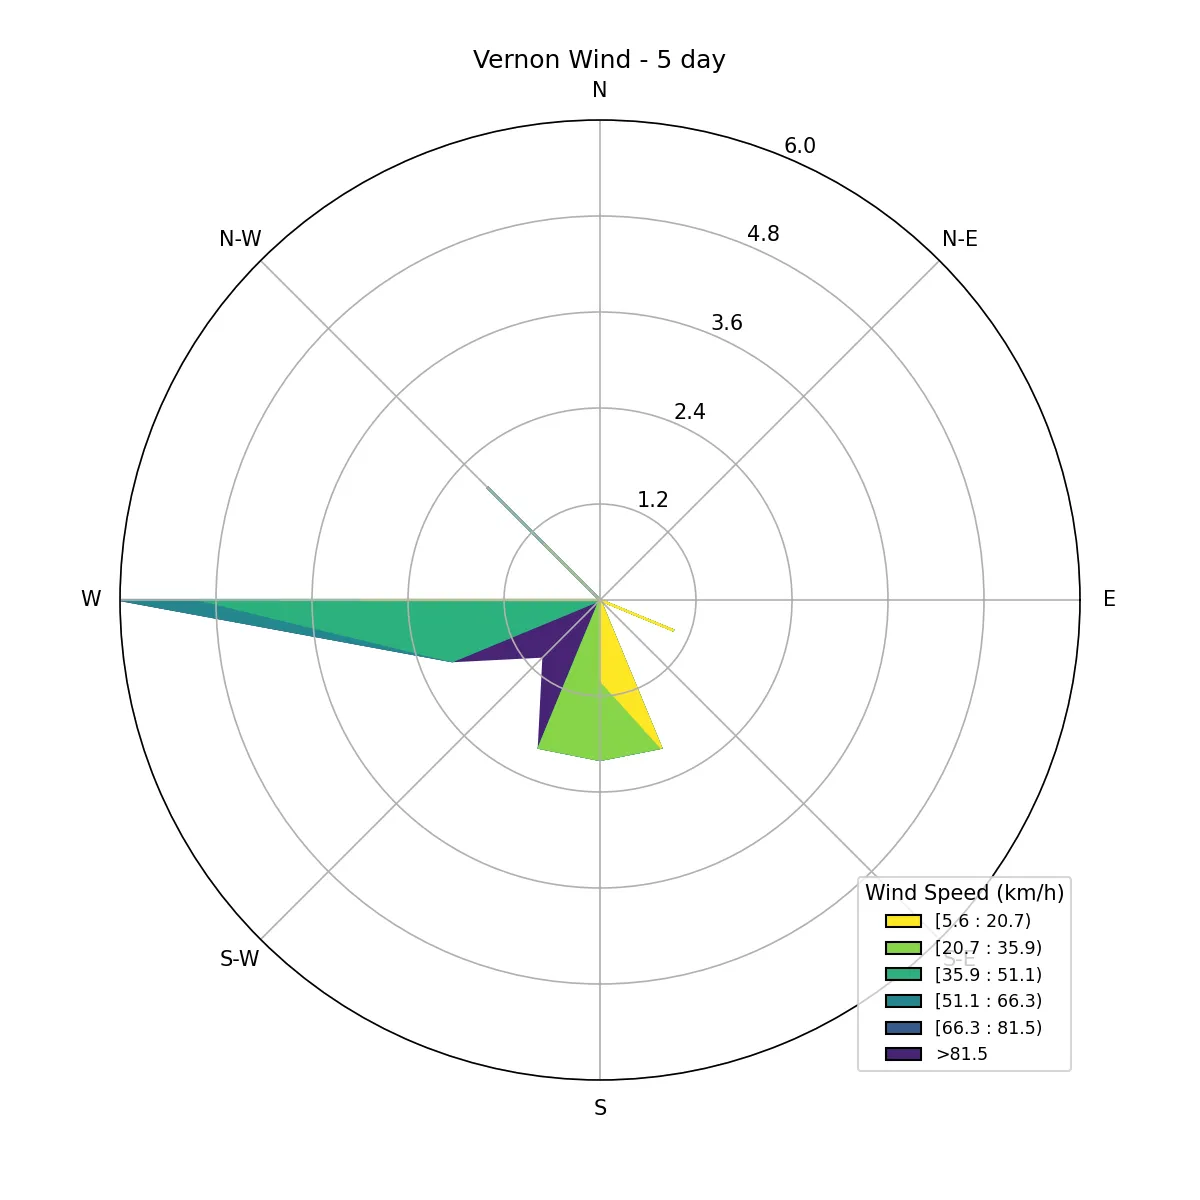 Vernon Wind - 5 day
N
6.0
N-W
4.8
N-E
3.6
2.4
1.2
W
E
Wind Speed (km/h)
[5.6 : 20.7)
[20.7 : 35.9)
S-W
S-E
[35.9 : 51.1)
[51.1 : 66.3)
[66.3 : 81.5)
>81.5
S